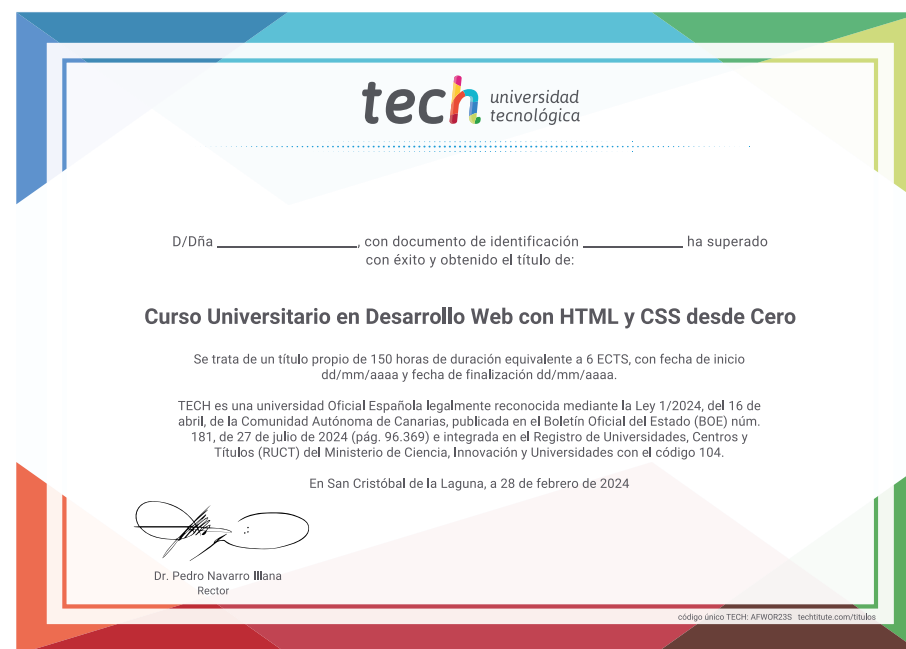 tech universidad
tecnológica
D/Dña ____________________, con documento de identificación ______________ ha superado
con éxito y obtenido el título de:
Curso Universitario en Desarrollo Web con HTML y CSS desde Cero
Se trata de un título propio de 150 horas de duración equivalente a 6 ECTS, con fecha de inicio
dd/mm/aaaa y fecha de finalización dd/mm/aaaa.
TECH es una universidad Oficial Española legalmente reconocida mediante la Ley 1/2024, del 16 de
abril, de la Comunidad Autónoma de Canarias, publicada en el Boletín Oficial del Estado (BOE) núm.
181, de 27 de julio de 2024 (pág. 96.369) e integrada en el Registro de Universidades, Centros y
Títulos (RUCT) del Ministerio de Ciencia, Innovación y Universidades con el código 104.
En San Cristóbal de la Laguna, a 28 de febrero de 2024
Dr. Pedro Navarro Illana
Rector
código único TECH: AFWOR23S techtitute.com/titulos